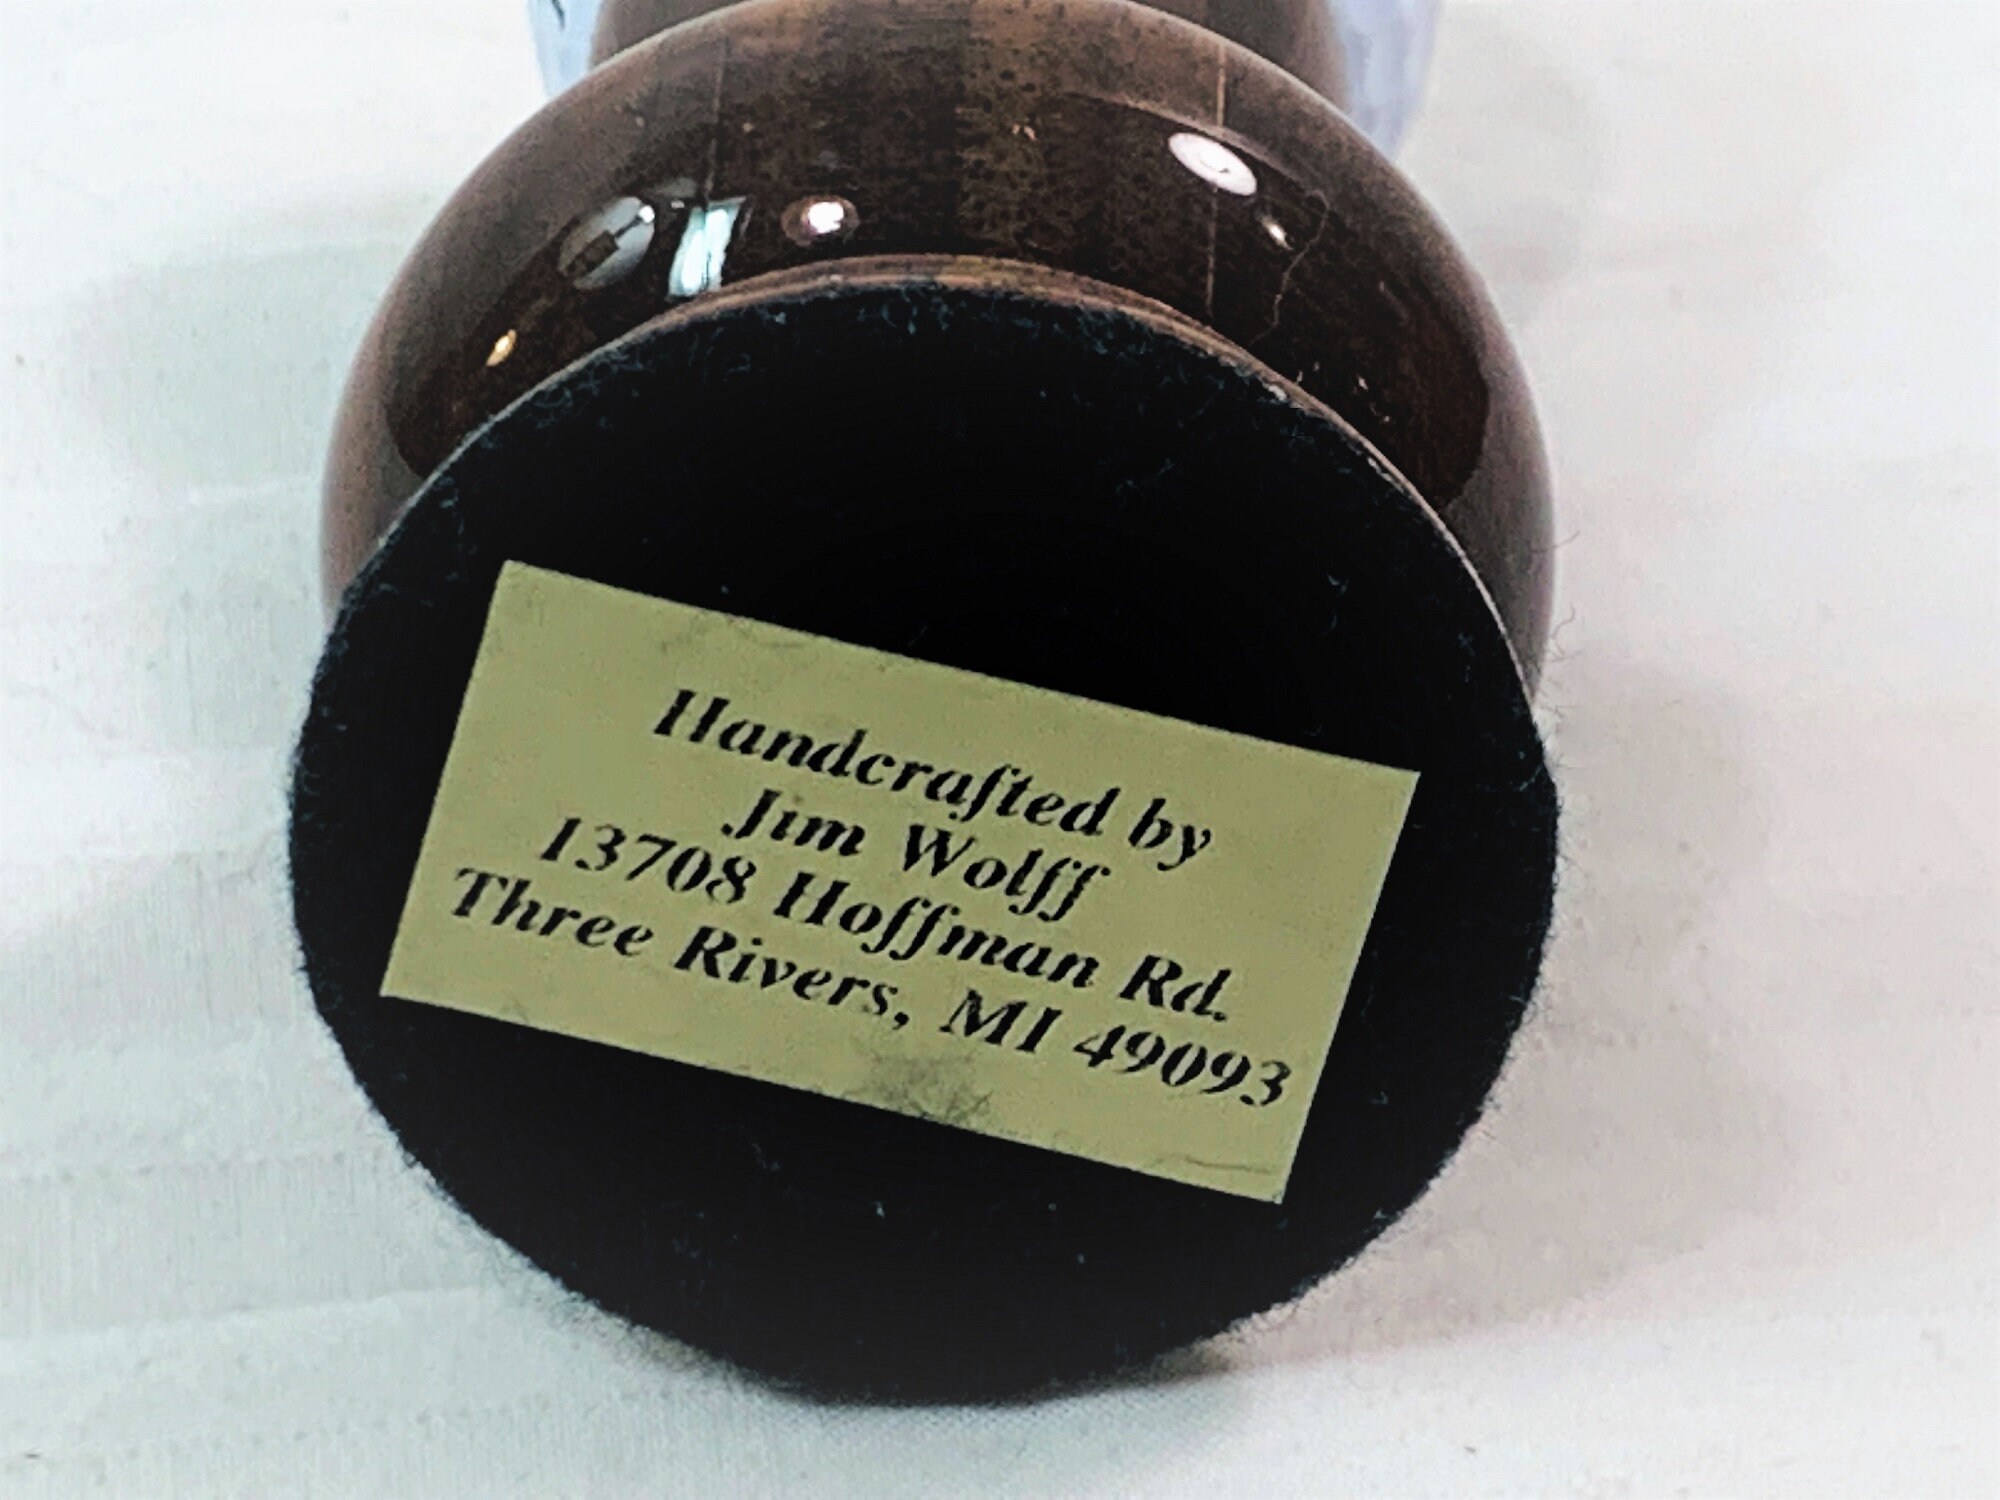 Handcrafted by
Jim Wolff
13708 Hoffman Rd.
Three Rivers, MI 49093